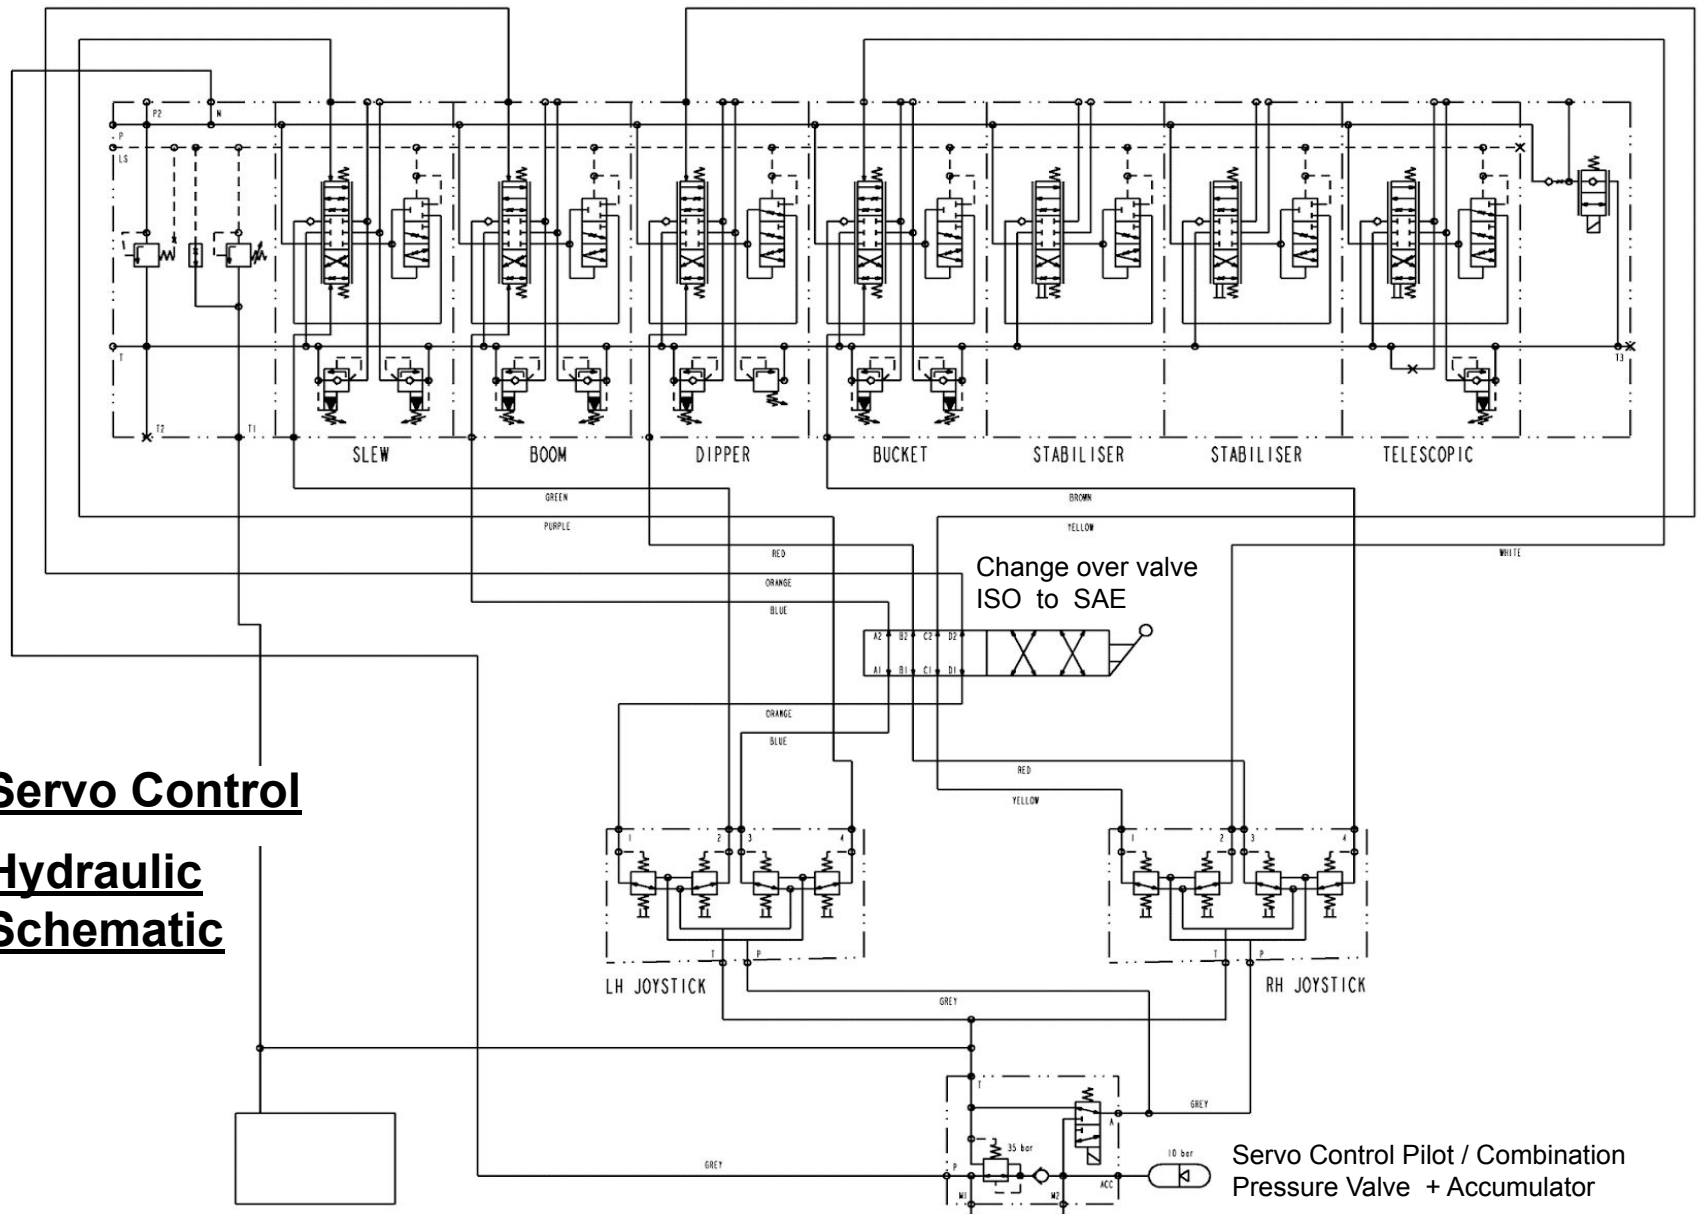 P2
N
P
LS
T
T3
T2
T1
SLEW
BOOM
DIPPER
BUCKET
STABILISER
STABILISER
TELESCOPIC
GREEN
BROWN
PURPLE
YELLOW
RED
WHITE
ORANGE
BLUE
Change over valve
ISO to SAE
A2 B2 C2 D2
A1 B1 C1 D1
ORANGE
BLUE
RED
YELLOW
Servo Control
Hydraulic
Schematic
1 2 3 4
1 2 3 4
T P
T P
LH JOYSTICK
RH JOYSTICK
GREY
T
GREY
A
35 bar
10 bar
GREY
P
ACC
M1
M2
Servo Control Pilot / Combination
Pressure Valve + Accumulator